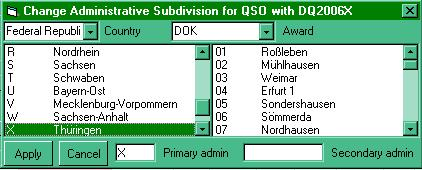 Change Administrative Subdivision for QSO with DQ2006X
Federal Republi Country DOK Award
R Nordrhein
S Sachsen
T Schwaben
U Bayern-Ost
V Mecklenburg-Vorpommern
W Sachsen-Anhalt
X Thüringen
01 Roßleben
02 Mühlhausen
03 Weimar
04 Erfurt 1
05 Sondershausen
06 Sömmerda
07 Nordhausen
Apply Cancel X Primary admin Secondary admin